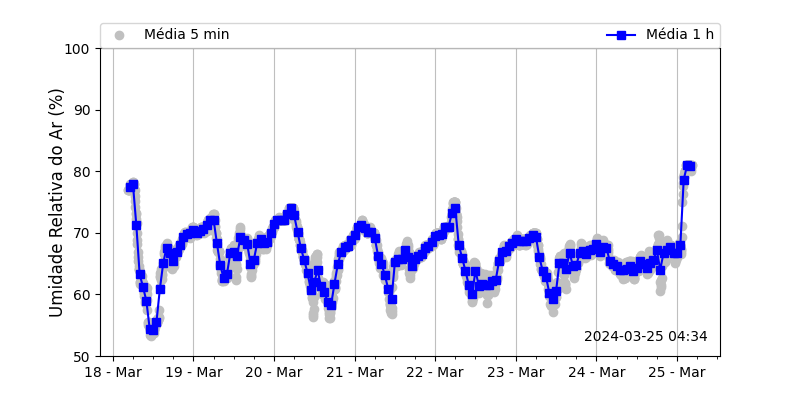 Média 5 min
Média 1 h
100
90
80
70
60
50
Umidade Relativa do Ar (%)
2024-03-25 04:34
18 - Mar
19 - Mar
20 - Mar
21 - Mar
22 - Mar
23 - Mar
24 - Mar
25 - Mar